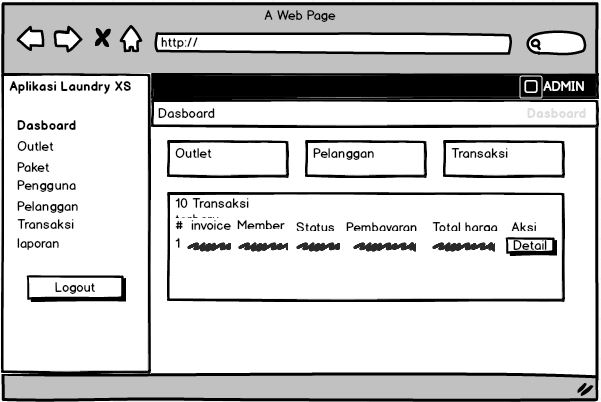 A Web Page
http://
Aplikasi Laundry XS
ADMIN
Dasboard
Dasboard
Dasboard
Outlet
Paket
Pengguna
Pelanggan
Transaksi
laporan
Logout
Outlet
Pelanggan
Transaksi
10 Transaksi
# invoice Member Status Pembayaran Total harga Aksi
1 Detail